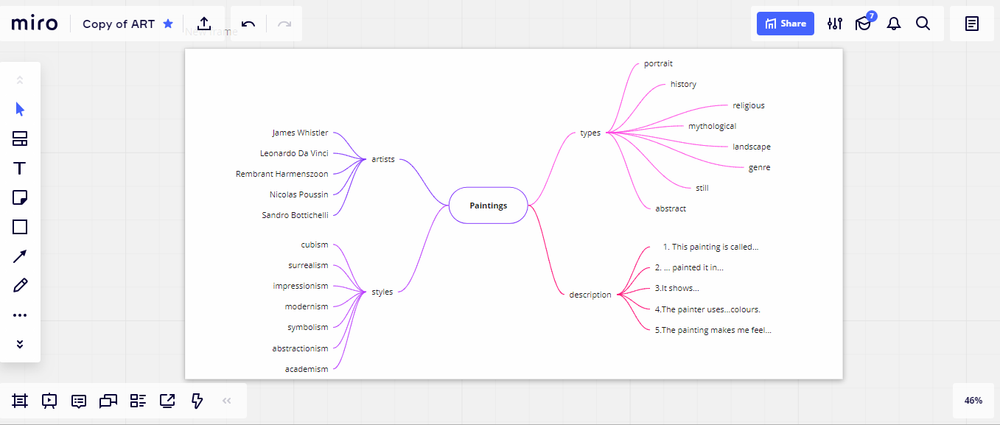 miro
Copy of ART
New frame
Share
7
portrait
history
religious
mythological
landscape
genre
still
abstract
types
James Whistler
Leonardo Da Vinci
Rembrant Harmenszoon
Nicolas Poussin
Sandro Bottichelli
artists
Paintings
cubism
surrealism
impressionism
modernism
symbolism
abstractionism
academism
styles
description
1. This painting is called...
2. ... painted it in...
3.It shows...
4.The painter uses...colours.
5.The painting makes me feel...
46%